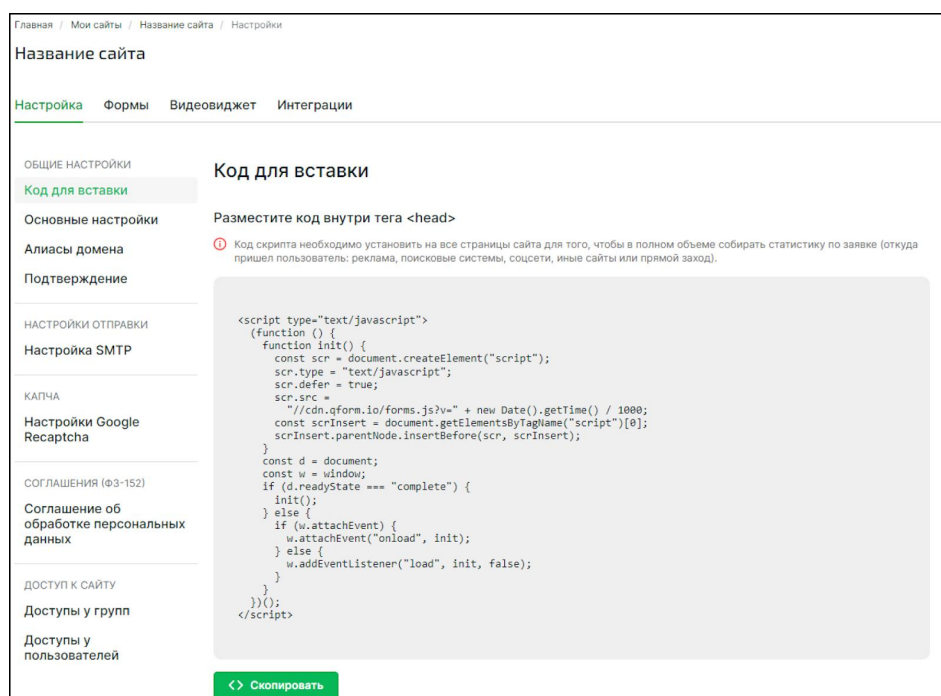 Главная / Мои сайты / Название сайта / Настройки
Название сайта
Настройка Формы Видеовиджет Интеграции
ОБЩИЕ НАСТРОЙКИ
Код для вставки
Основные настройки
Алиасы домена
Подтверждение
НАСТРОЙКИ ОТПРАВКИ
Настройка SMTP
КАПЧА
Настройки Google
Recaptcha
СОГЛАШЕНИЯ (ФЗ-152)
Соглашение об
обработке персональных
данных
ДОСТУП К САЙТУ
Доступы у групп
Доступы у
пользователей
Код для вставки
Разместите код внутри тега <head>
Код скрипта необходимо установить на все страницы сайта для того, чтобы в полном объеме собирать статистику по заявке (откуда
пришел пользователь: реклама, поисковые системы, соцсети, иные сайты или прямой заход).
<script type="text/javascript">
(function () {
function init() {
const scr = document.createElement("script");
scr.type = "text/javascript";
scr.defer = true;
scr.src =
"//cdn.qform.io/forms.js?v=" + new Date().getTime() / 1000;
const scrInsert = document.getElementsByTagName("script")[0];
scrInsert.parentNode.insertBefore(scr, scrInsert);
}
const d = document;
const w = window;
if (d.readyState === "complete") {
init();
} else {
if (w.attachEvent) {
w.attachEvent("onload", init);
} else {
w.addEventListener("load", init, false);
}
}
})();
</script>
<> Скопировать